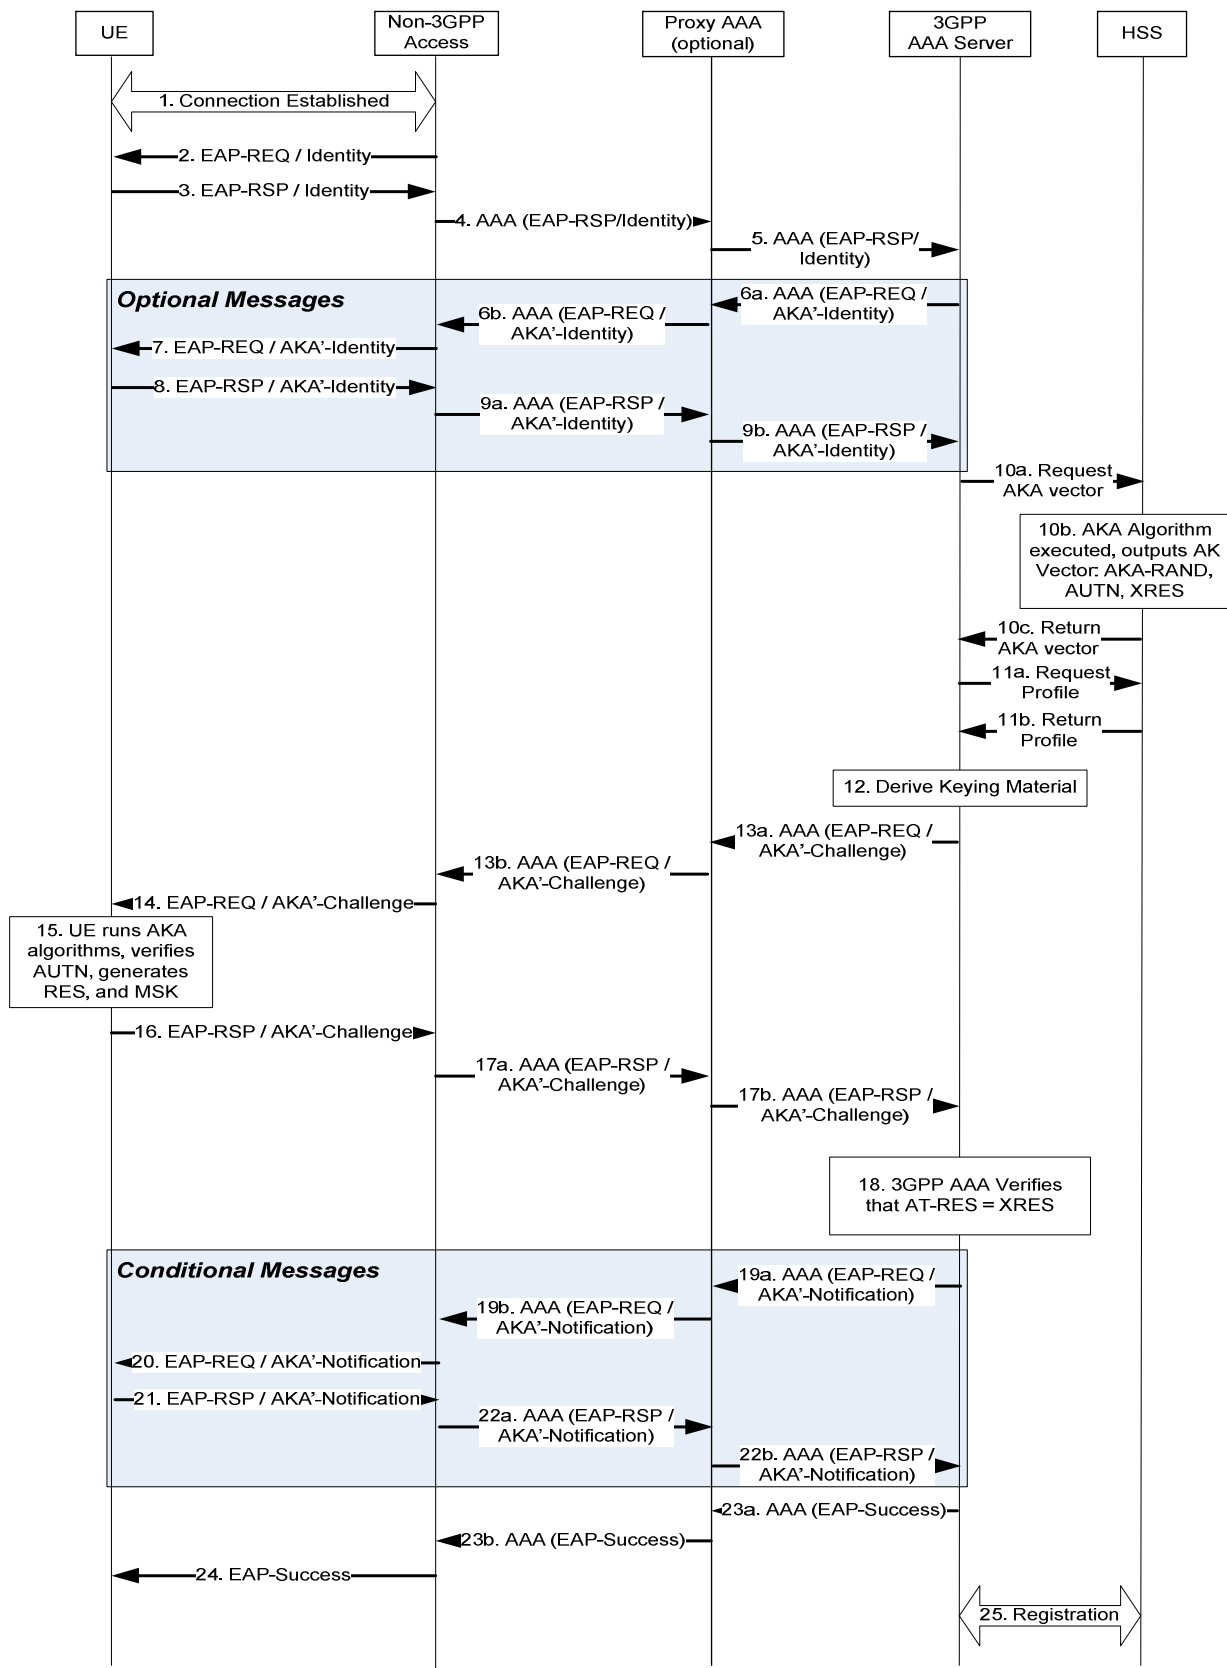 UE
Non-3GPP
Access
Proxy AAA
(optional)
3GPP
AAA Server
HSS
1. Connection Established
2. EAP-REQ / Identity
3. EAP-RSP / Identity
4. AAA (EAP-RSP/Identity)
5. AAA (EAP-RSP/
Identity)
Optional Messages
6a. AAA (EAP-REQ /
AKA'-Identity)
6b. AAA (EAP-REQ /
AKA'-Identity)
7. EAP-REQ / AKA'-Identity
8. EAP-RSP / AKA'-Identity
9a. AAA (EAP-RSP /
AKA'-Identity)
9b. AAA (EAP-RSP /
AKA'-Identity)
10a. Request
AKA vector
10b. AKA Algorithm
executed, outputs AK
Vector: AKA-RAND,
AUTN, XRES
10c. Return
AKA vector
11a. Request
Profile
11b. Return
Profile
12. Derive Keying Material
13a. AAA (EAP-REQ /
AKA'-Challenge)
13b. AAA (EAP-REQ /
AKA'-Challenge)
14. EAP-REQ / AKA'-Challenge
15. UE runs AKA
algorithms, verifies
AUTN, generates
RES, and MSK
16. EAP-RSP / AKA'-Challenge
17a. AAA (EAP-RSP /
AKA'-Challenge)
17b. AAA (EAP-RSP /
AKA'-Challenge)
18. 3GPP AAA Verifies
that AT-RES = XRES
Conditional Messages
19a. AAA (EAP-REQ /
AKA'-Notification)
19b. AAA (EAP-REQ /
AKA'-Notification)
20. EAP-REQ / AKA'-Notification
21. EAP-RSP / AKA'-Notification
22a. AAA (EAP-RSP /
AKA'-Notification)
22b. AAA (EAP-RSP /
AKA'-Notification)
23a. AAA (EAP-Success)
23b. AAA (EAP-Success)
24. EAP-Success
25. Registration